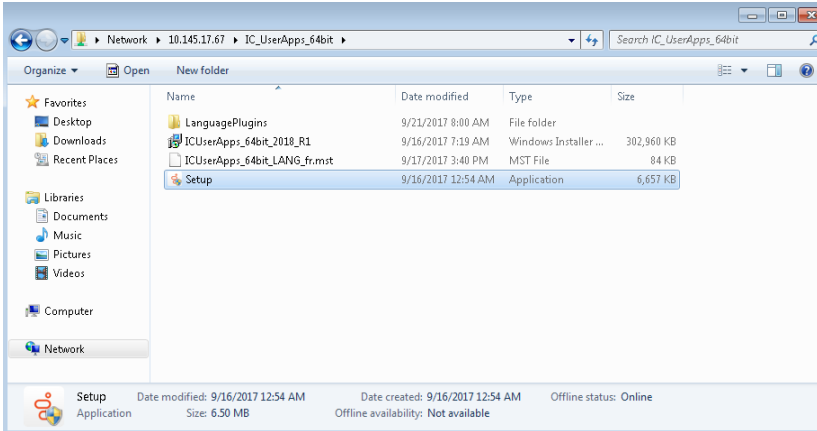 Network ▸ 10.145.17.67 ▸ IC_UserApps_64bit ▸
Search IC_UserApps_64bit
Organize Open New folder
Name Date modified Type Size
Favorites
Desktop
Downloads
Recent Places
Libraries
Documents
Music
Pictures
Videos
Computer
Network
LanguagePlugins 9/21/2017 8:00 AM File folder
ICUserApps_64bit_2018_R1 9/16/2017 7:19 AM Windows Installer ... 302,960 KB
ICUserApps_64bit_LANG_fr.mst 9/17/2017 3:40 PM MST File 84 KB
Setup 9/16/2017 12:54 AM Application 6,657 KB
Setup Date modified: 9/16/2017 12:54 AM Date created: 9/16/2017 12:54 AM Offline status: Online
Application Size: 6.50 MB Offline availability: Not available